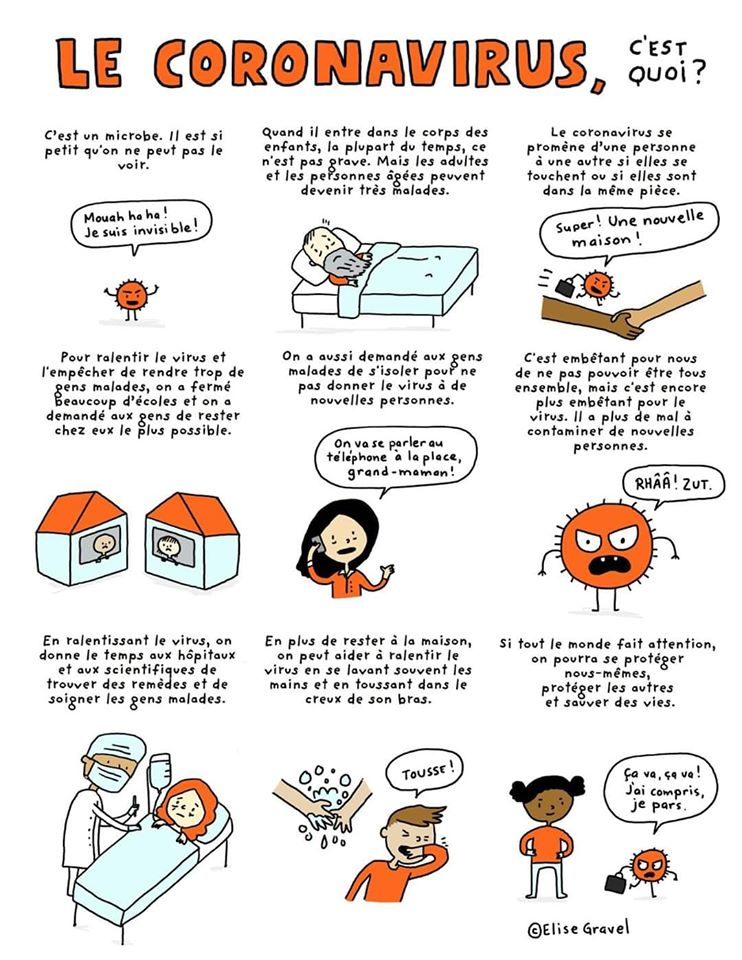 LE CORONAVIRUS, C'EST
QUOI?
C'est un microbe. Il est si
petit qu'on ne peut pas le
voir.
Mouah ha ha!
Je suis invisible!
Quand il entre dans le corps des
enfants, la plupart du temps, ce
n'est pas grave. Mais les adultes
et les personnes âgées peuvent
devenir très malades.
Le coronavirus se
promène d'une personne
à une autre si elles se
touchent ou si elles sont
dans la même pièce.
Super! Une nouvelle
maison!
Pour ralentir le virus et
l'empêcher de rendre trop de
gens malades, on a fermé
Beaucoup d'écoles et on a
demandé aux gens de rester
chez eux le plus possible.
On a aussi demandé aux gens
malades de s'isoler pour ne
pas donner le virus à de
nouvelles personnes.
On va se parler au
téléphone à la place,
grand-maman!
C'est embêtant pour nous
de ne pas pouvoir être tous
ensemble, mais c'est encore
plus embêtant pour le
virus. Il a plus de mal à
contaminer de nouvelles
personnes.
RHÂÂ! ZUT.
En ralentissant le virus, on
donne le temps aux hôpitaux
et aux scientifiques de
trouver des remèdes et de
soigner les gens malades.
En plus de rester à la maison,
on peut aider à ralentir le
virus en se lavant souvent les
mains et en toussant dans le
creux de son bras.
TOUSSE!
Si tout le monde fait attention,
on pourra se protéger
nous-mêmes,
protéger les autres
et sauver des vies.
Ça va, ça va!
J'ai compris,
je pars.
©Elise Gravel